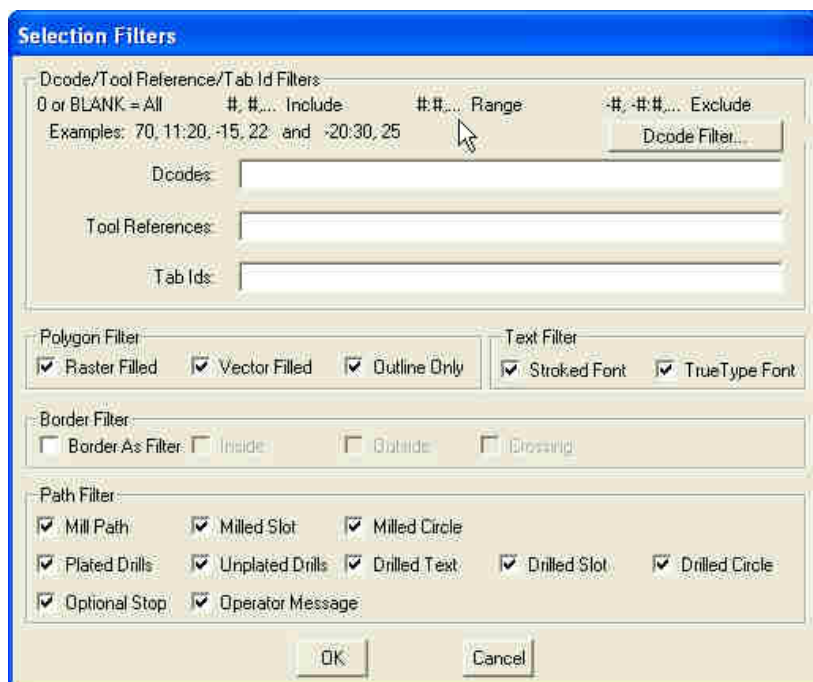 Selection Filters
Dcode/Tool Reference/Tab Id Filters
0 or BLANK = All #, #,... Include #:#,... Range -#, -#:#,... Exclude
Examples: 70, 11:20, -15, 22 and -20:30, 25 Dcode Filter...
Dcodes:
Tool References:
Tab Ids:
Polygon Filter Text Filter
Raster Filled Vector Filled Outline Only Stroked Font TrueType Font
Border Filter
Border As Filter Inside Outside Crossing
Path Filter
Mill Path Milled Slot Milled Circle
Plated Drills Unplated Drills Drilled Text Drilled Slot Drilled Circle
Optional Stop Operator Message
OK Cancel